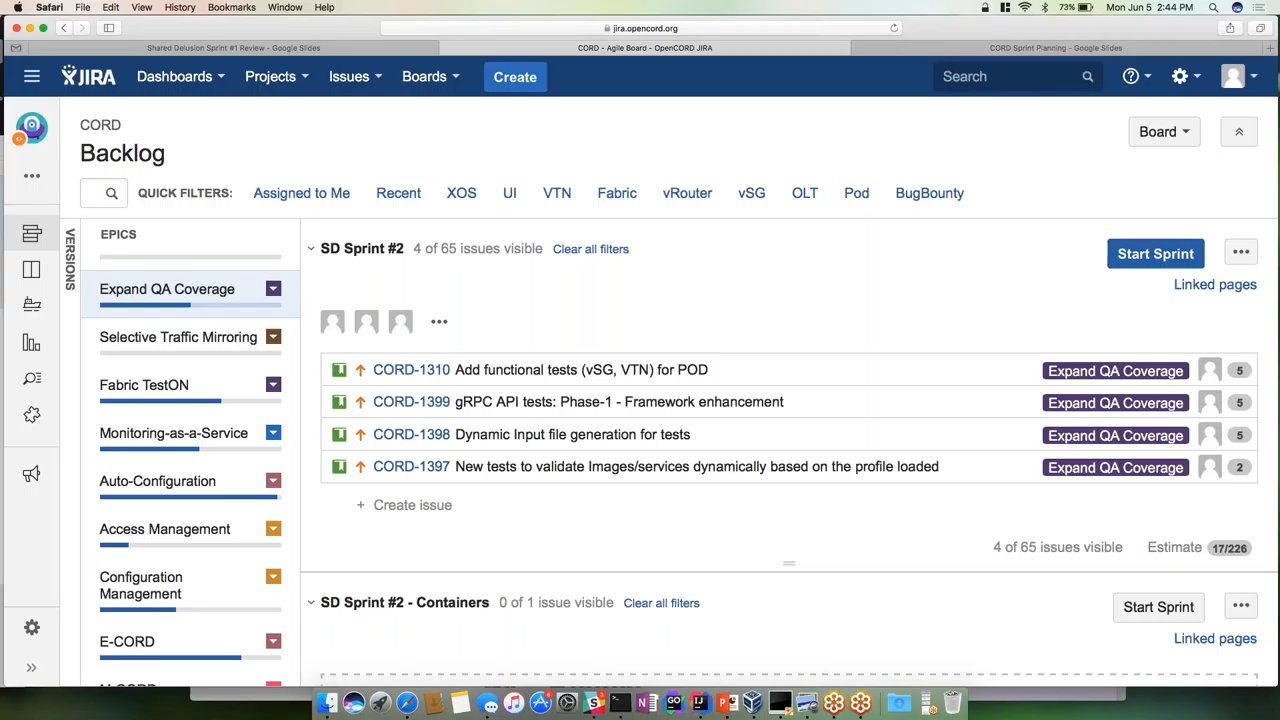 Safari File Edit View History Bookmarks Window Help 73% Mon Jun 5 2:44 PM
jira.opencord.org
Shared Delusion Sprint #1 Review - Google Slides CORD - Agile Board - OpenCORD JIRA CORD Sprint Planning - Google Slides
JIRA Dashboards Projects Issues Boards Create Search
CORD
Backlog
Board
QUICK FILTERS: Assigned to Me Recent XOS UI VTN Fabric vRouter vSG OLT Pod BugBounty
VERSIONS
EPICS
Expand QA Coverage
Selective Traffic Mirroring
Fabric TestON
Monitoring-as-a-Service
Auto-Configuration
Access Management
Configuration
Management
E-CORD
SD Sprint #2 4 of 65 issues visible Clear all filters Start Sprint
Linked pages
CORD-1310 Add functional tests (vSG, VTN) for POD Expand QA Coverage 5
CORD-1399 gRPC API tests: Phase-1 - Framework enhancement Expand QA Coverage 5
CORD-1398 Dynamic Input file generation for tests Expand QA Coverage 5
CORD-1397 New tests to validate Images/services dynamically based on the profile loaded Expand QA Coverage 2
+ Create issue
4 of 65 issues visible Estimate 17/226
SD Sprint #2 - Containers 0 of 1 issue visible Clear all filters Start Sprint
Linked pages